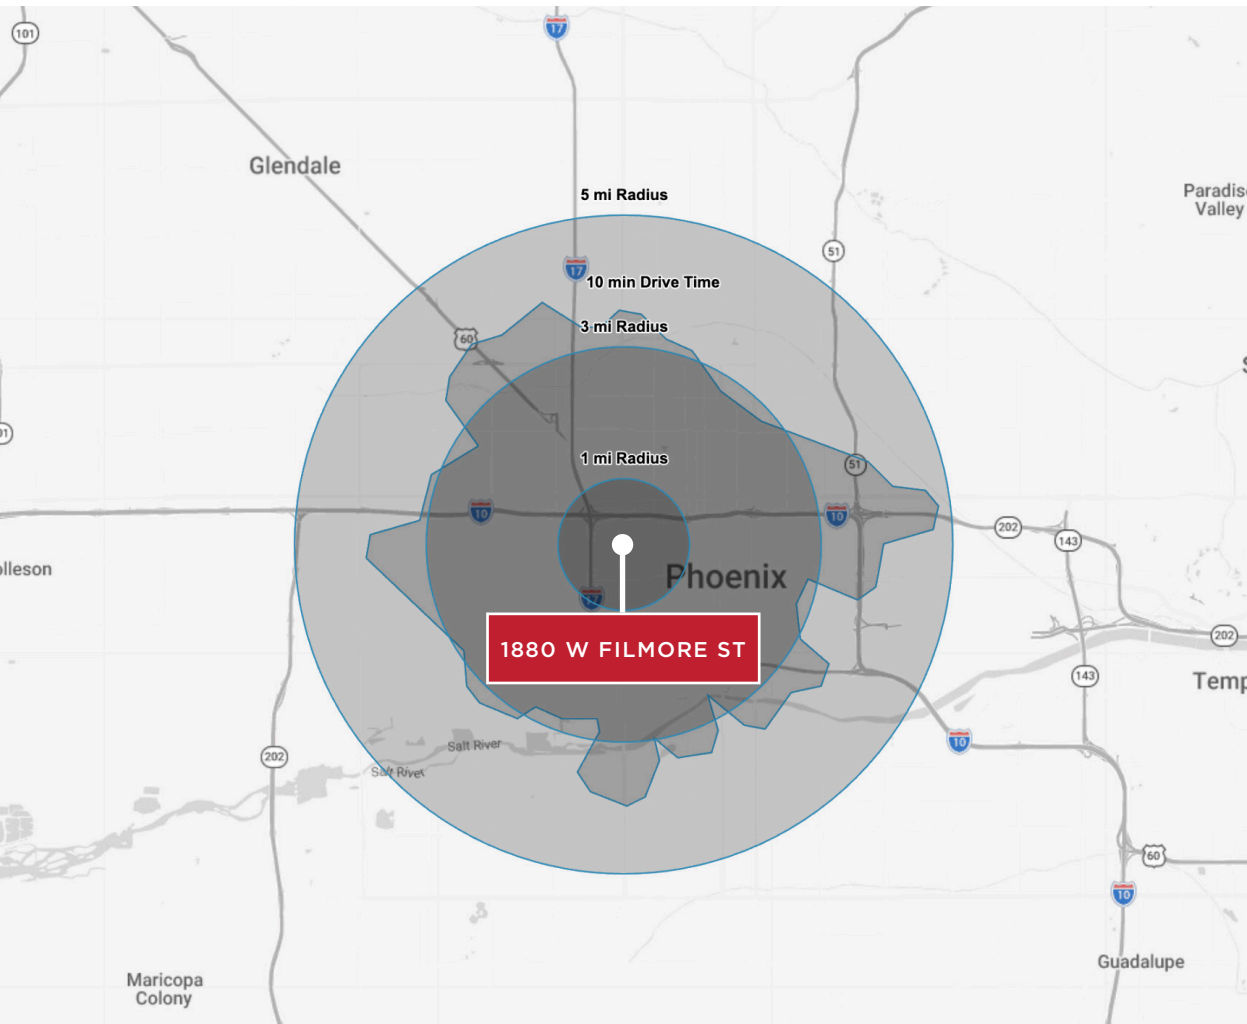 101
17
Glendale
Paradis
Valley
5 mi Radius
51
17
10 min Drive Time
3 mi Radius
60
1 mi Radius
51
10
10
202
143
Phoenix
lleson
1880 W FILMORE ST
202
143
Temp
Salt River
10
202
Salt River
60
10
Guadalupe
Maricopa
Colony